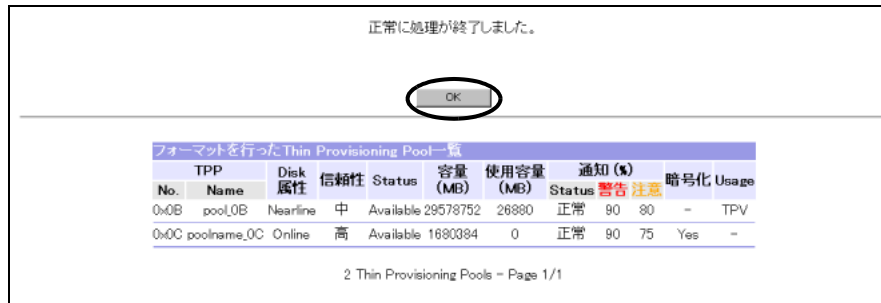 正常に処理が終了しました。
OK
フォーマットを行ったThin Provisioning Pool一覧
TPP Disk属性 信頼性 Status 容量(MB) 使用容量(MB) 通知(%) 暗号化 Usage
No. Name Status 警告 注意
0x0B pool_0B Nearline 中 Available 29578752 26880 正常 90 80 - TPV
0x0C poolname_0C Online 高 Available 1680384 0 正常 90 75 Yes -
2 Thin Provisioning Pools - Page 1/1